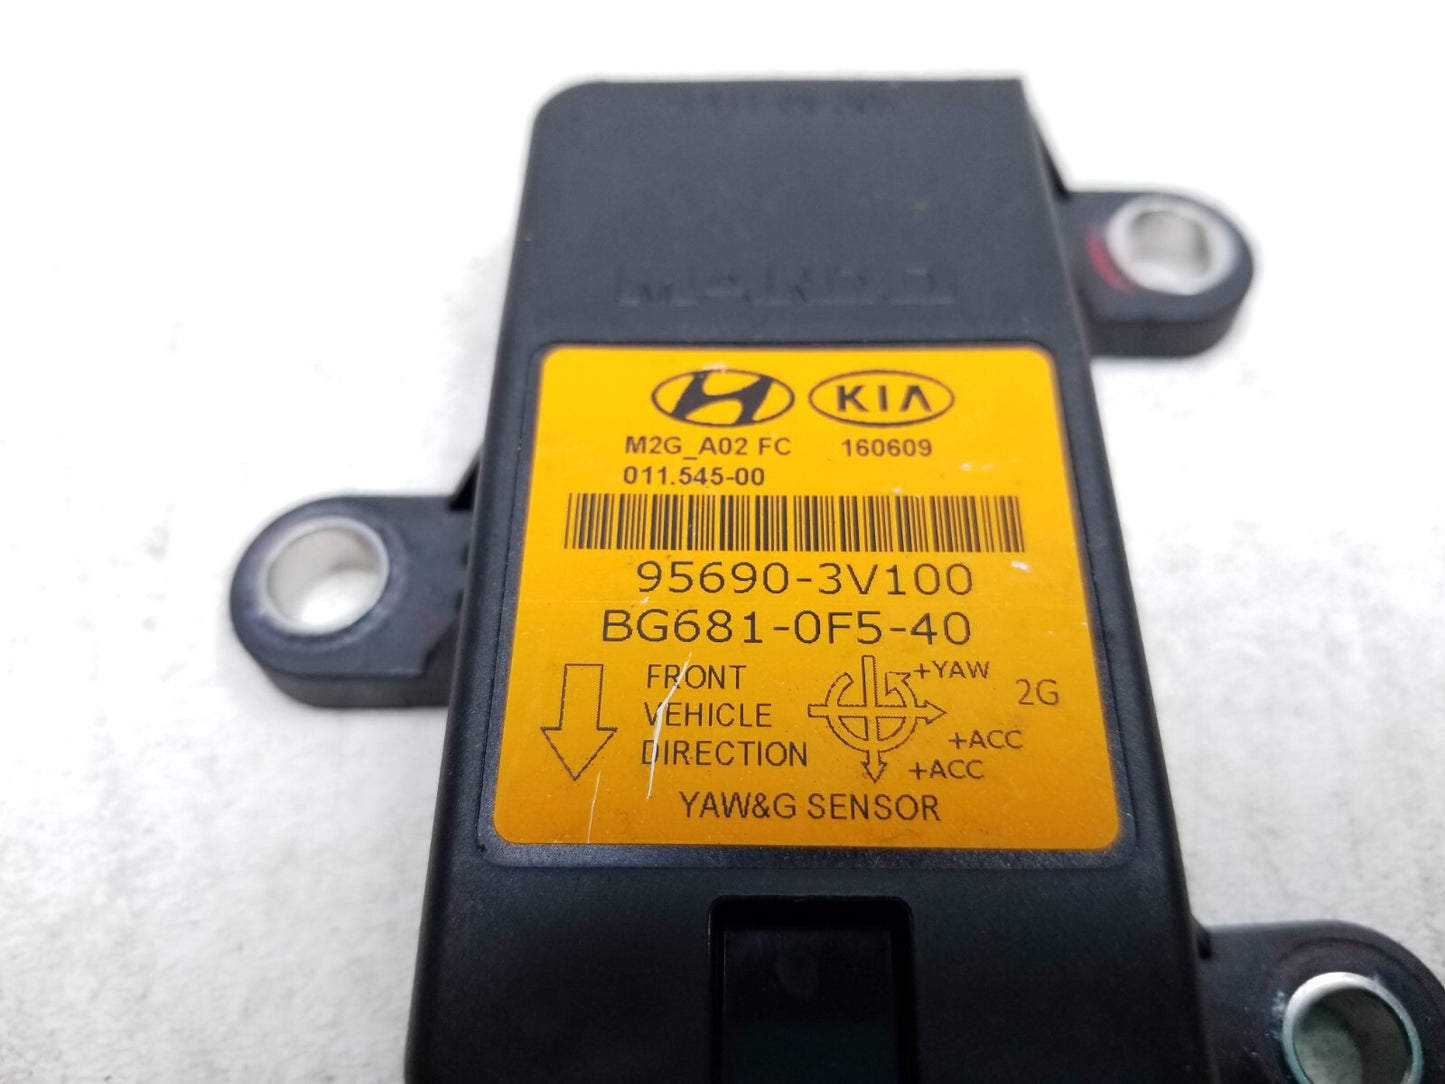 MANDO
KIA
M2G_A02 FC 160609
011.545-00
95690-3V100
BG681-0F5-40
FRONT
VEHICLE
DIRECTION
+YAW
2G
+ACC
+ACC
YAW&G SENSOR